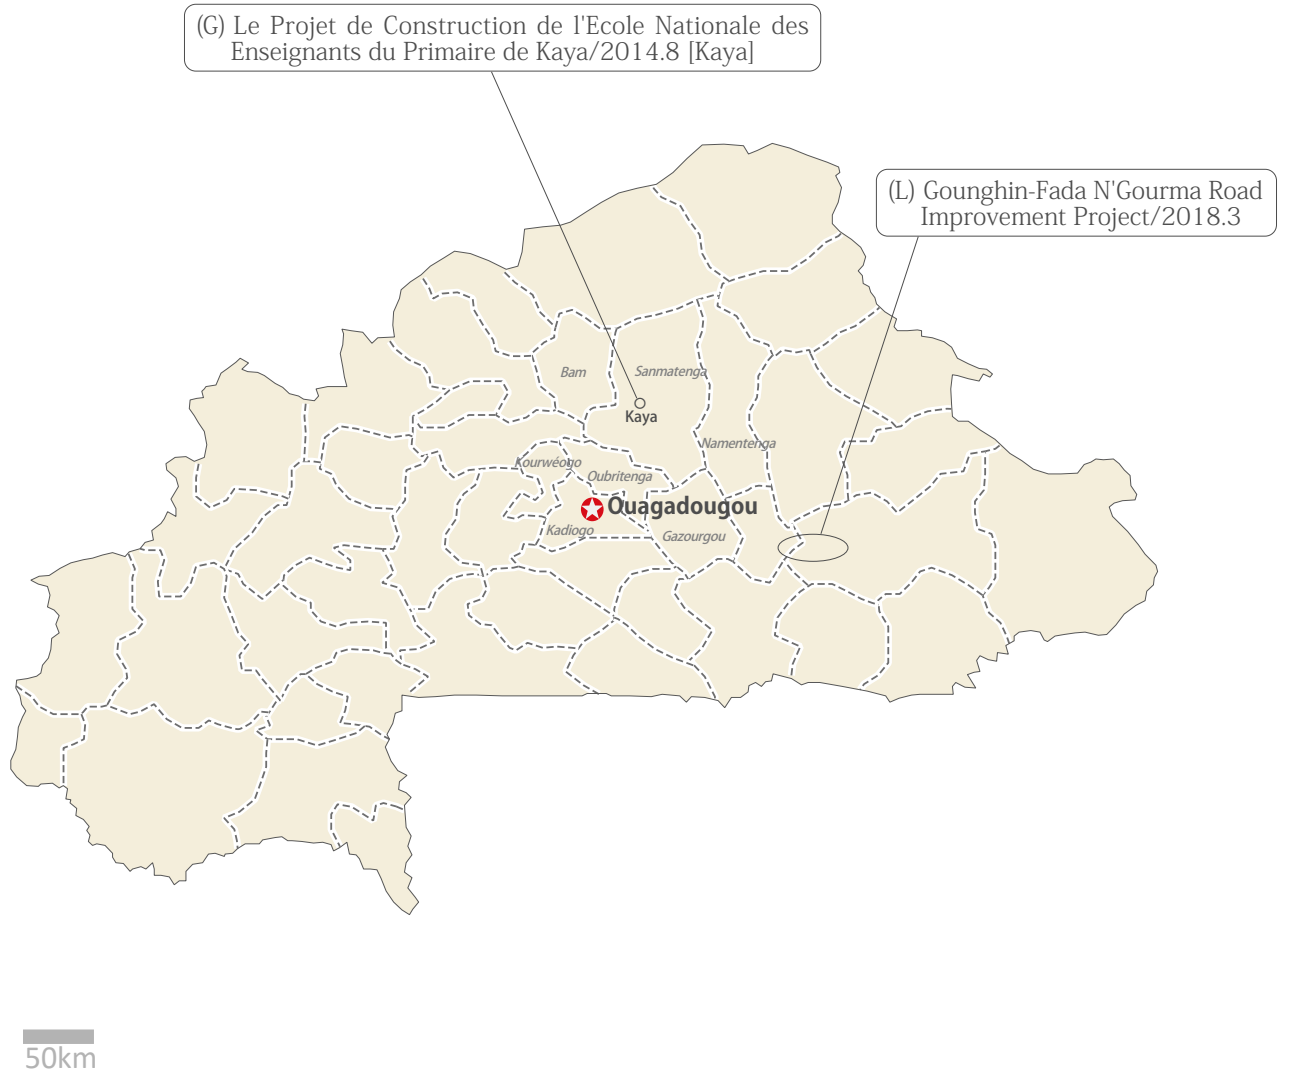 (G) Le Projet de Construction de l'Ecole Nationale des
Enseignants du Primaire de Kaya/2014.8 [Kaya]
(L) Gounghin-Fada N'Gourma Road
Improvement Project/2018.3
Bam
Sanmatenga
Kaya
Namentenga
Kourwéogo
Oubritenga
Ouagadougou
Kadiogo
Gazourgou
50km